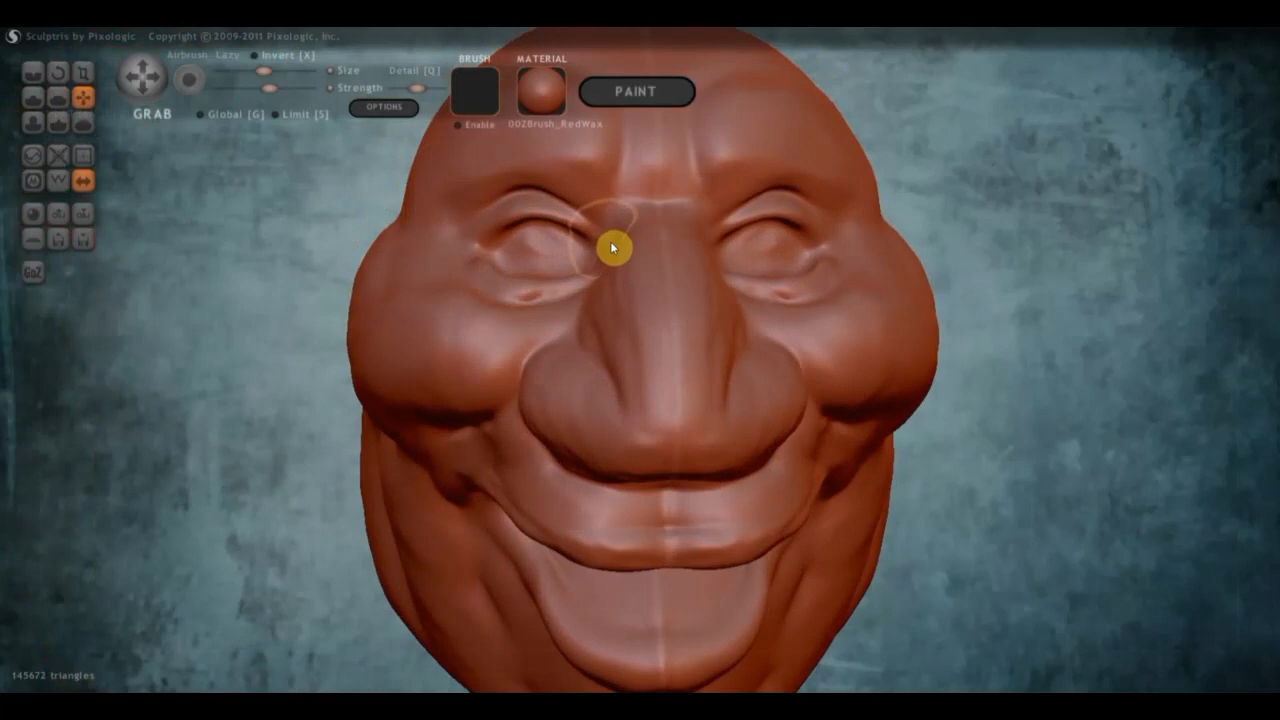 Sculptris by Pixologic Copyright © 2009-2011 Pixologic, Inc.
Airbrush Lazy Invert [X]
BRUSH MATERIAL
Size Detail [Q]
Strength
PAINT
OPTIONS
GRAB Global [G] Limit [S]
Enable 00ZBrush_RedWax
GoZ
145672 triangles